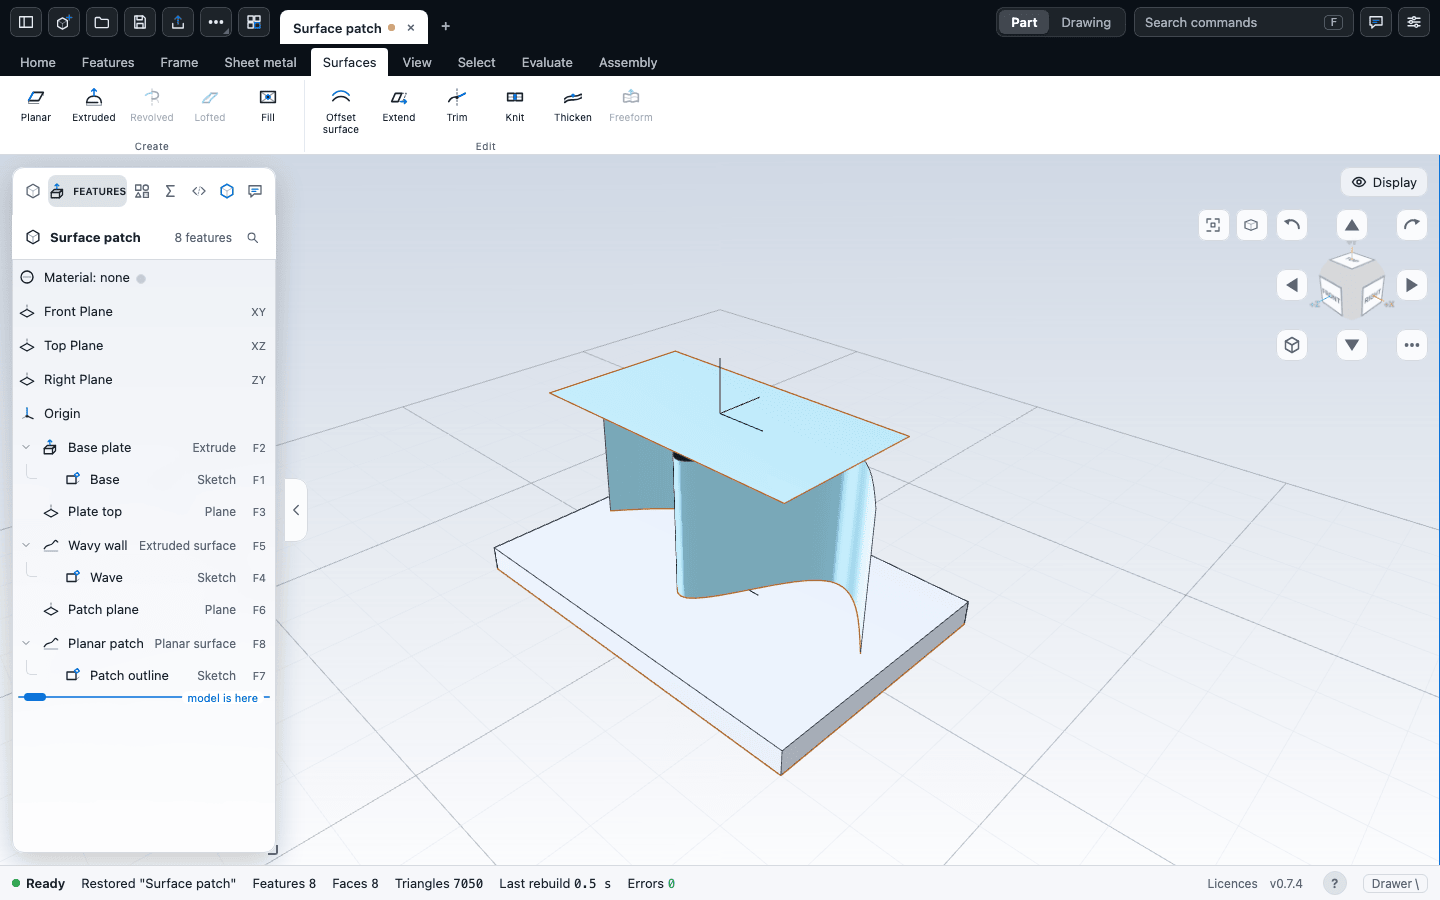 Surface patch
Part
Drawing
Search commands
F
Home
Features
Frame
Sheet metal
Surfaces
View
Select
Evaluate
Assembly
Planar
Extruded
Revolved
Lofted
Fill
Offset surface
Extend
Trim
Knit
Thicken
Freeform
Create
Edit
FEATURES
Display
Surface patch
8 features
Material: none
Front Plane XY
Top Plane XZ
Right Plane ZY
Origin
Base plate Extrude F2
Base Sketch F1
Plate top Plane F3
Wavy wall Extruded surface F5
Wave Sketch F4
Patch plane Plane F6
Planar patch Planar surface F8
Patch outline Sketch F7
model is here
FRONT
RIGHT
Ready
Restored "Surface patch"
Features 8
Faces 8
Triangles 7050
Last rebuild 0.5 s
Errors 0
Licences
v0.7.4
?
Drawer \